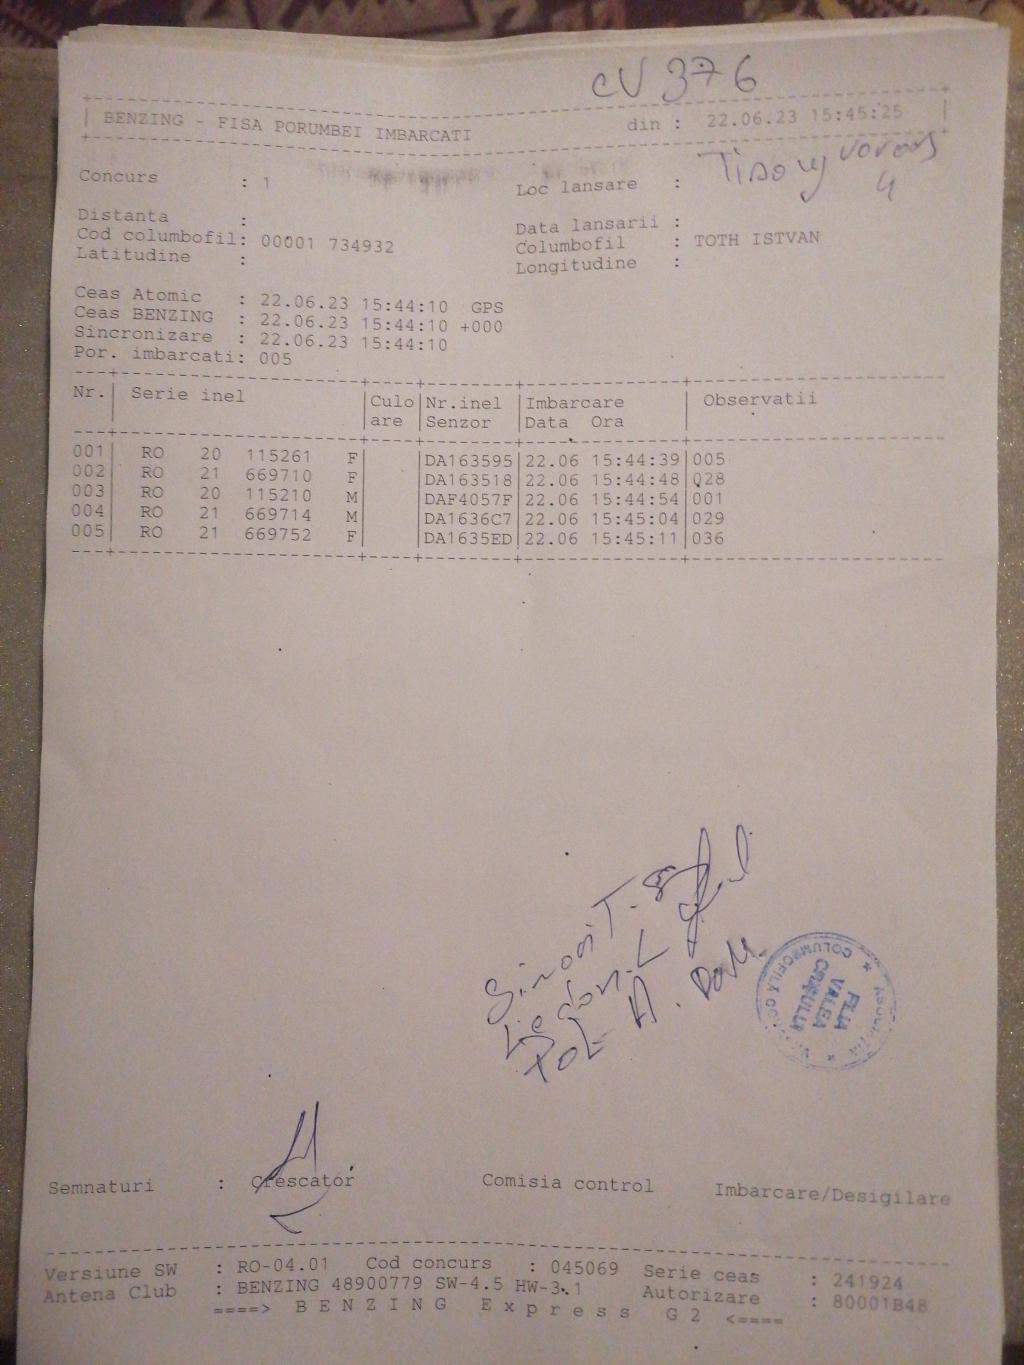 CV 376
BENZING - FISA PORUMBEI IMBARCATI din : 22.06.23 15:45:25
Concurs : 1 Loc lansare :
4
Distanta : Data lansarii :
Cod columbofil: 00001 734932 Columbofil : TOTH ISTVAN
Latitudine : Longitudine :
Ceas Atomic : 22.06.23 15:44:10 GPS
Ceas BENZING : 22.06.23 15:44:10 +000
Sincronizare : 22.06.23 15:44:10
Por. imbarcati: 005
Nr. Serie inel Culo Nr.inel Imbarcare Observatii
are Senzor Data Ora
001 RO 20 115261 F DA163595 22.06 15:44:39 005
002 RO 21 669710 F DA163518 22.06 15:44:48 028
003 RO 20 115210 M DAF4057F 22.06 15:44:54 001
004 RO 21 669714 M DA1636C7 22.06 15:45:04 029
005 RO 21 669752 F DA1635ED 22.06 15:45:11 036
COLUMBOFILA
FILIA
VALEA
CRISULUI
Semnaturi : Crescator Comisia control Imbarcare/Desigilare
Versiune SW : RO-04.01 Cod concurs : 045069 Serie ceas : 241924
Antena Club : BENZING 48900779 SW-4.5 HW-3.1 Autorizare : 80001B48
====> B E N Z I N G E x p r e s s G 2 <====